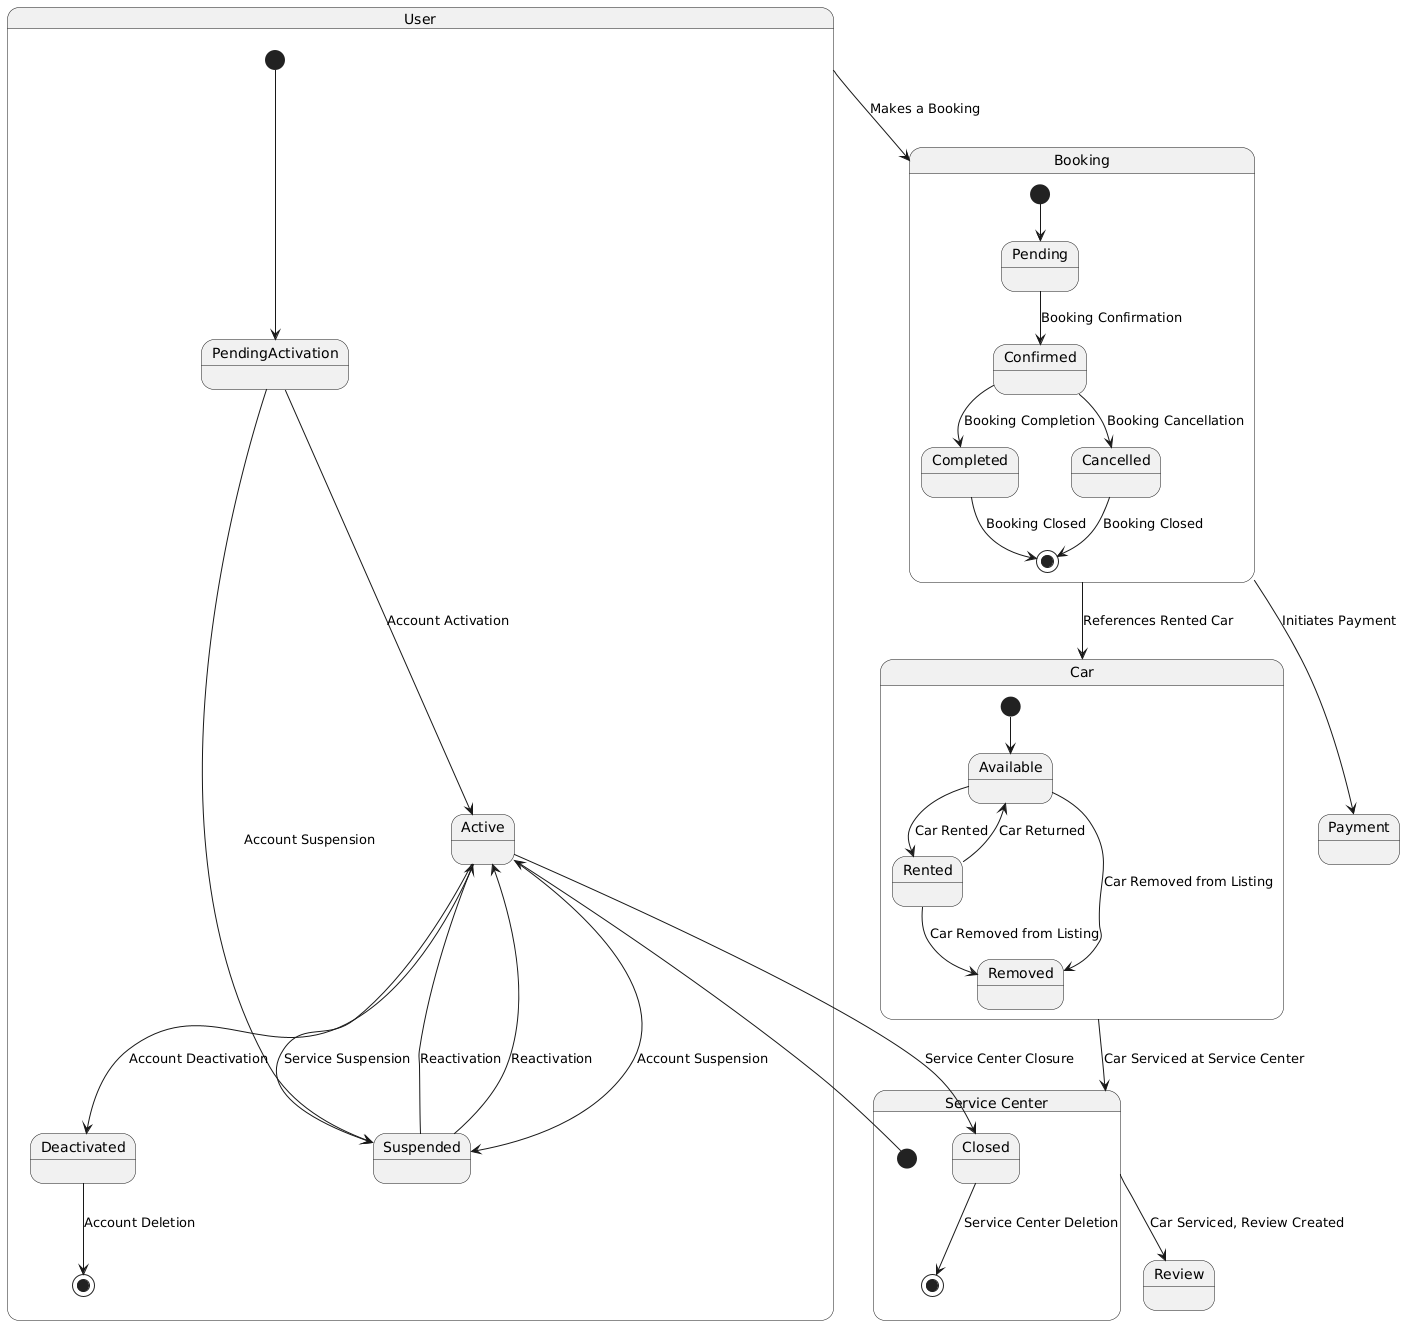 User
Makes a Booking
Booking
Pending
Booking Confirmation
PendingActivation
Confirmed
Booking Completion
Booking Cancellation
Completed
Cancelled
Booking Closed
Booking Closed
Account Activation
References Rented Car
Initiates Payment
Car
Available
Active
Payment
Account Suspension
Car Rented
Car Returned
Rented
Car Removed from Listing
Car Removed from Listing
Removed
Account Deactivation
Service Suspension
Reactivation
Reactivation
Account Suspension
Service Center Closure
Car Serviced at Service Center
Service Center
Deactivated
Suspended
Closed
Account Deletion
Service Center Deletion
Car Serviced, Review Created
Review